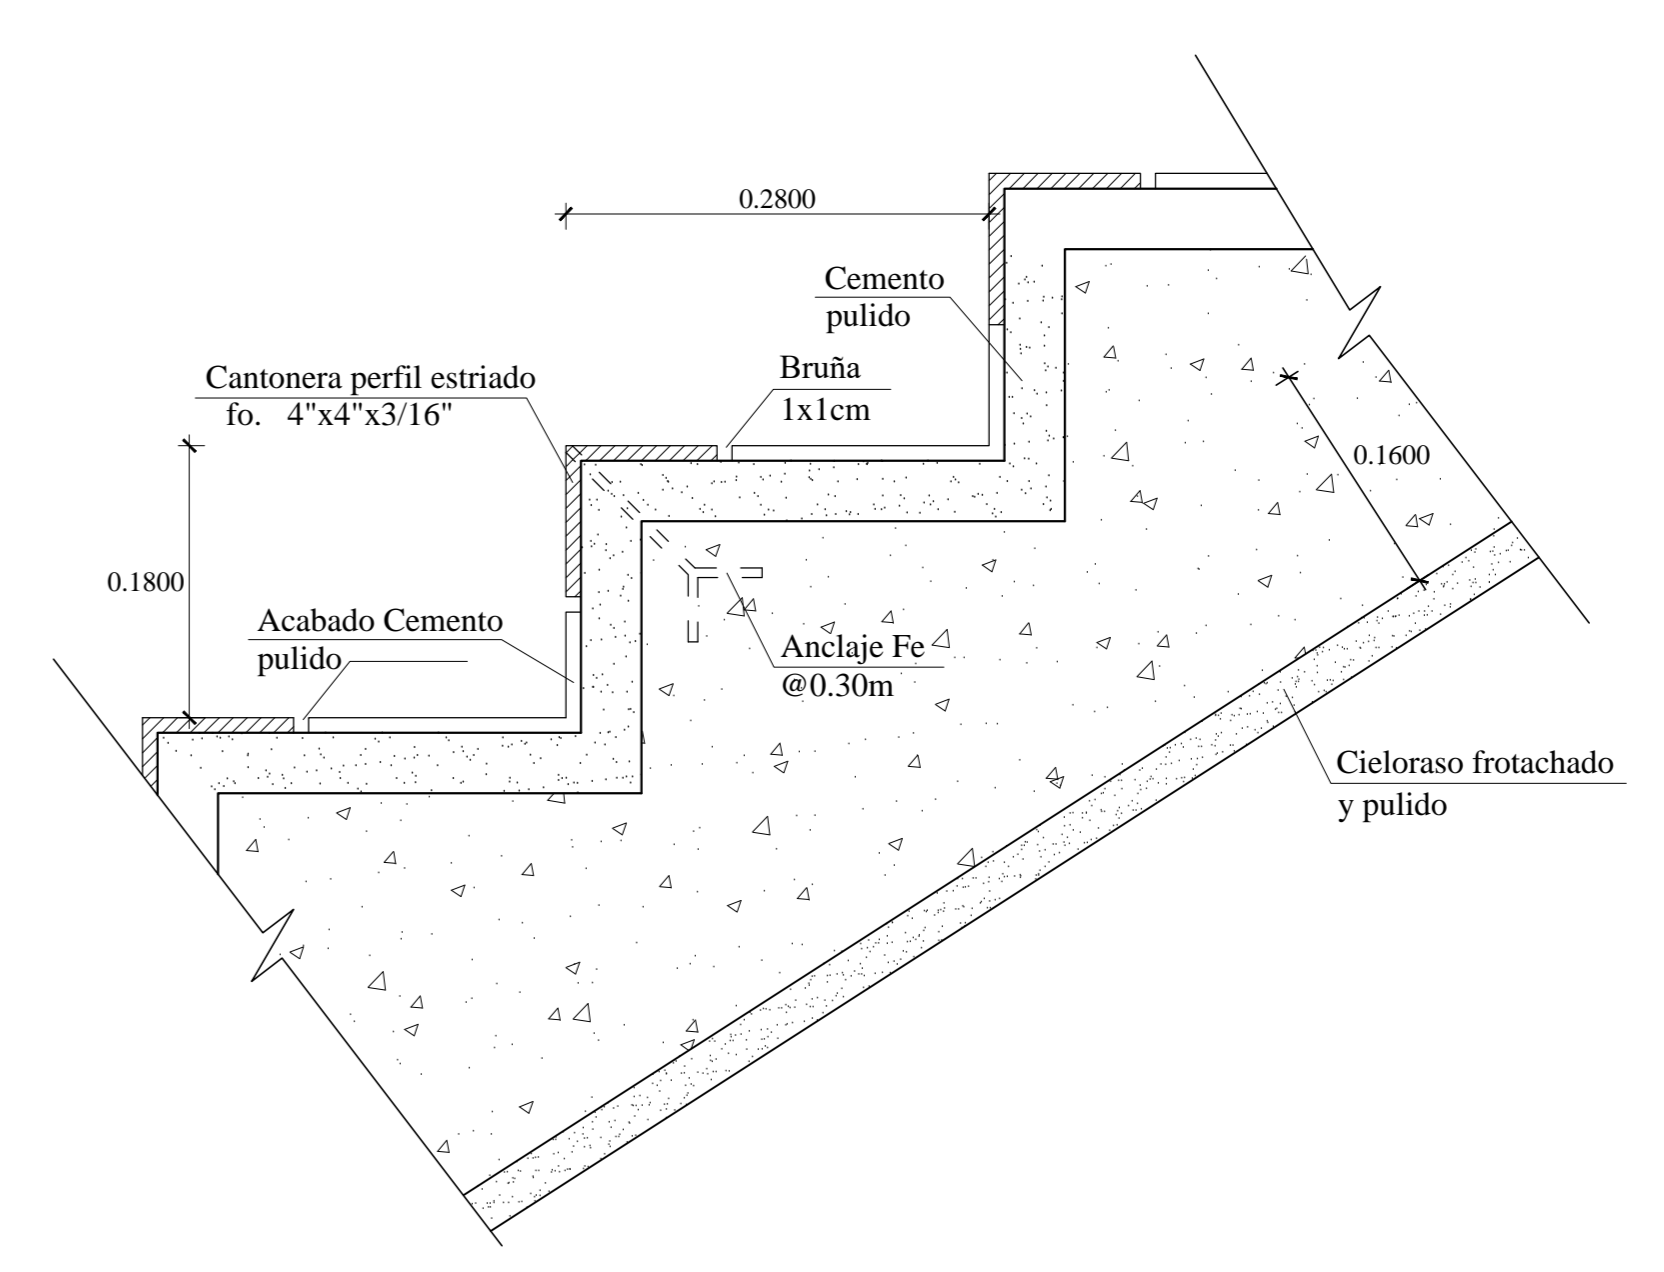 0.2800
Cemento
pulido
Bruña
1x1cm
Cantonera perfil estriado
fo. 4"x4"x3/16"
0.1600
0.1800
Acabado Cemento
pulido
Anclaje Fe
@0.30m
Cieloraso frotachado
y pulido